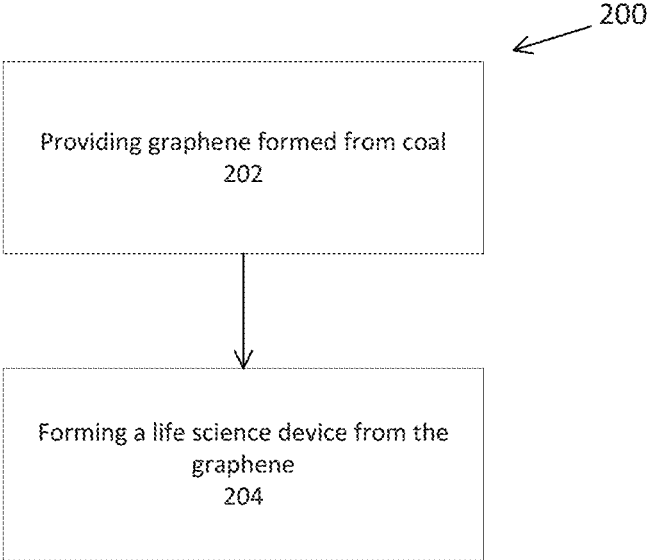 200
Providing graphene formed from coal
202
Forming a life science device from the
graphene
204